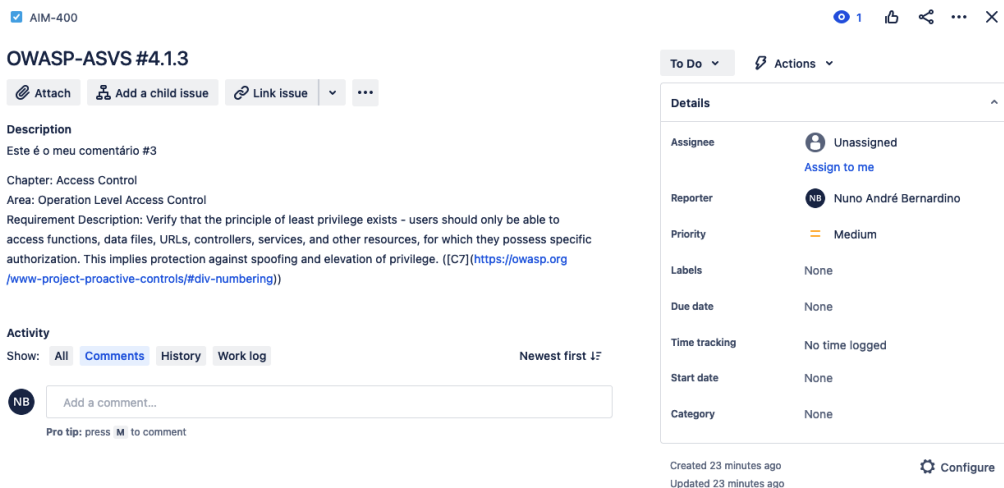 AIM-400
1
OWASP-ASVS #4.1.3
Attach
Add a child issue
Link issue
Description
Este é o meu comentário #3
Chapter: Access Control
Area: Operation Level Access Control
Requirement Description: Verify that the principle of least privilege exists - users should only be able to
access functions, data files, URLs, controllers, services, and other resources, for which they possess specific
authorization. This implies protection against spoofing and elevation of privilege. ([C7](https://owasp.org
/www-project-proactive-controls/#div-numbering))
Activity
Show: All Comments History Work log Newest first
NB Add a comment...
Pro tip: press M to comment
To Do Actions
Details
Assignee Unassigned
Assign to me
Reporter NB Nuno André Bernardino
Priority Medium
Labels None
Due date None
Time tracking No time logged
Start date None
Category None
Created 23 minutes ago Configure
Updated 23 minutes ago